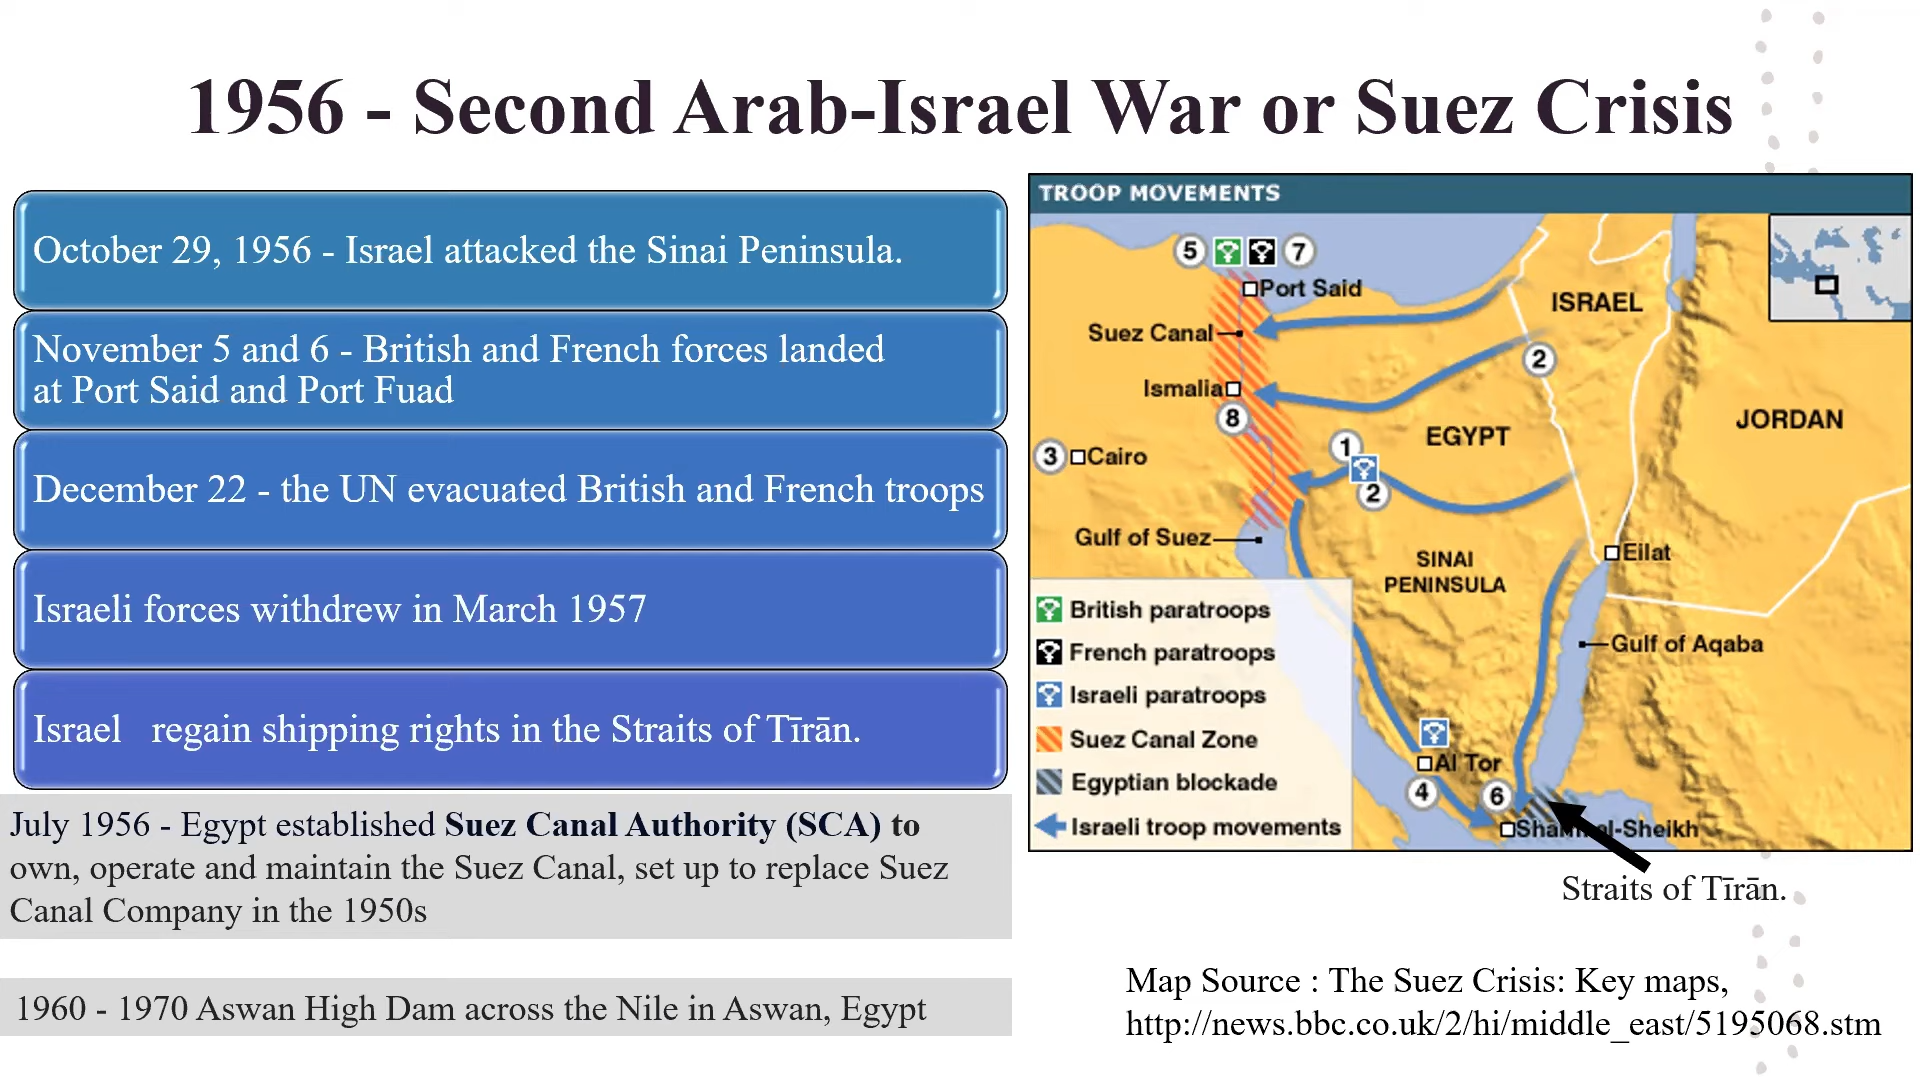 1956 - Second Arab-Israel War or Suez Crisis
October 29, 1956 - Israel attacked the Sinai Peninsula.
November 5 and 6 - British and French forces landed
at Port Said and Port Fuad
December 22 - the UN evacuated British and French troops
Israeli forces withdrew in March 1957
Israel regain shipping rights in the Straits of Tīrān.
July 1956 - Egypt established Suez Canal Authority (SCA) to
own, operate and maintain the Suez Canal, set up to replace Suez
Canal Company in the 1950s
1960 - 1970 Aswan High Dam across the Nile in Aswan, Egypt
TROOP MOVEMENTS
5 7
Port Said
ISRAEL
Suez Canal
2
Ismalia
8
JORDAN
EGYPT
1
3 Cairo
2
Gulf of Suez
Eilat
SINAI
PENINSULA
British paratroops
Gulf of Aqaba
French paratroops
Israeli paratroops
Suez Canal Zone
Al Tor
Egyptian blockade
4 6
Israeli troop movements
Sharm el-Sheikh
Straits of Tīrān.
Map Source : The Suez Crisis: Key maps,
http://news.bbc.co.uk/2/hi/middle_east/5195068.stm